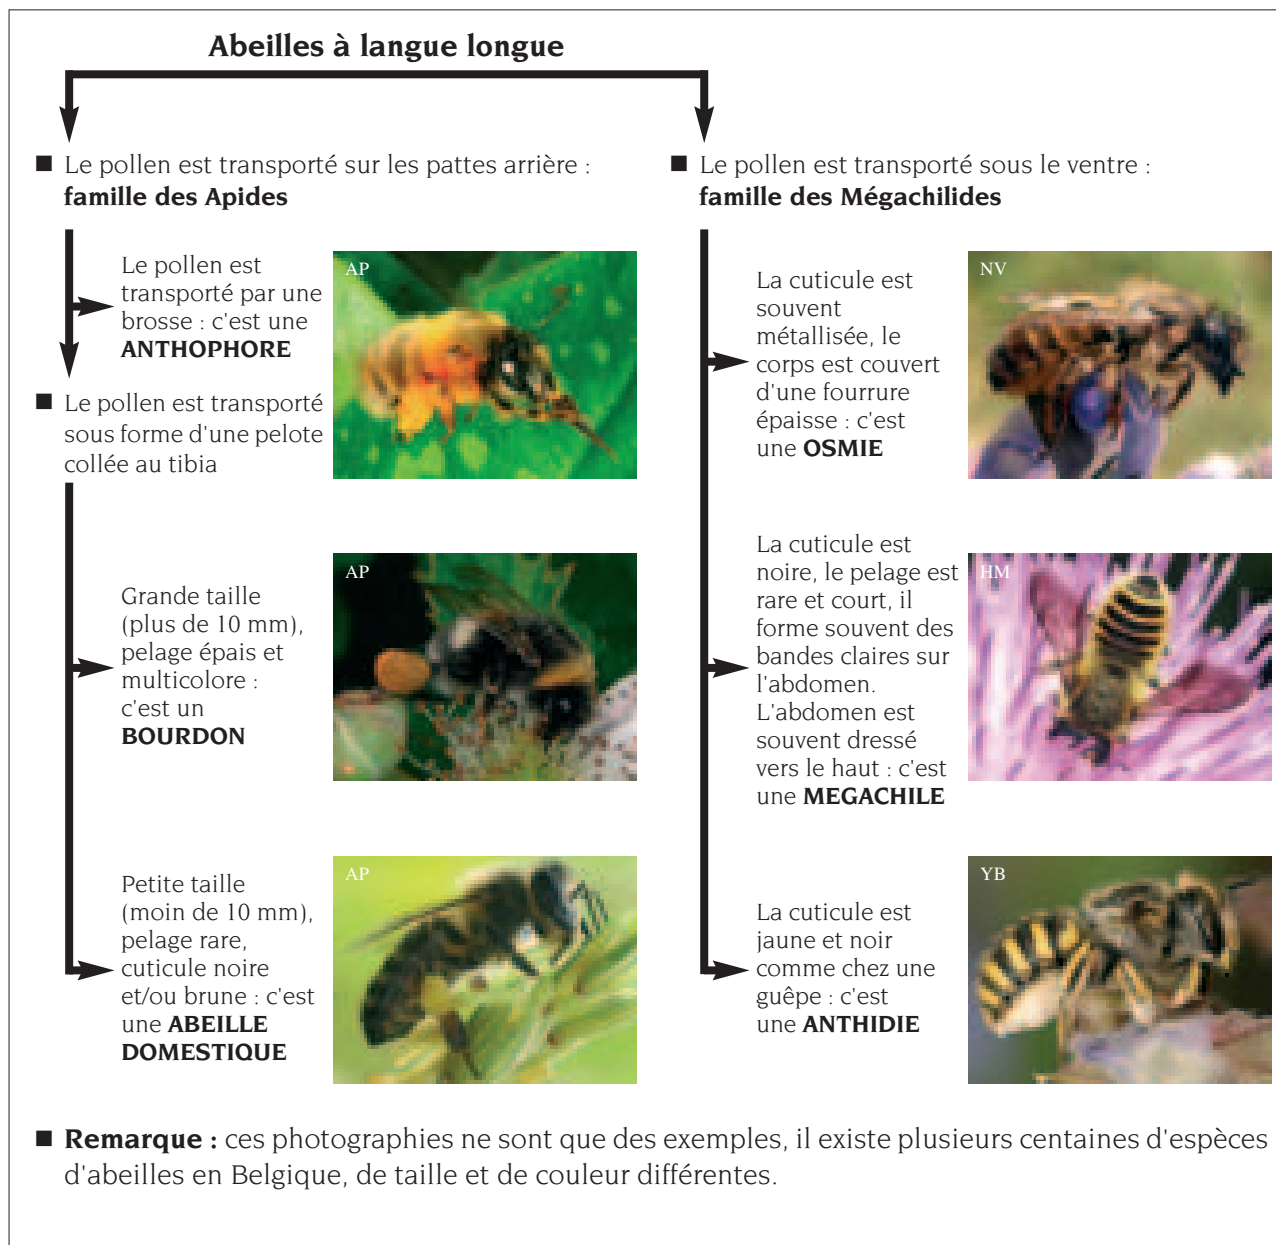 Abeilles à langue longue
■ Le pollen est transporté sur les pattes arrière :
famille des Apides
Le pollen est
transporté par une
brosse : c'est une
ANTHOPHORE
AP
■ Le pollen est transporté
sous forme d'une pelote
collée au tibia
Grande taille
(plus de 10 mm),
pelage épais et
multicolore :
c'est un
BOURDON
AP
Petite taille
(moin de 10 mm),
pelage rare,
cuticule noire
et/ou brune : c'est
une ABEILLE
DOMESTIQUE
AP
■ Le pollen est transporté sous le ventre :
famille des Mégachilides
La cuticule est
souvent
métallisée, le
corps est couvert
d'une fourrure
épaisse : c'est
une OSMIE
NV
La cuticule est
noire, le pelage est
rare et court, il
forme souvent des
bandes claires sur
l'abdomen.
L'abdomen est
souvent dressé
vers le haut : c'est
une MEGACHILE
HM
La cuticule est
jaune et noir
comme chez une
guêpe : c'est
une ANTHIDIE
YB
■ Remarque : ces photographies ne sont que des exemples, il existe plusieurs centaines d'espèces
d'abeilles en Belgique, de taille et de couleur différentes.